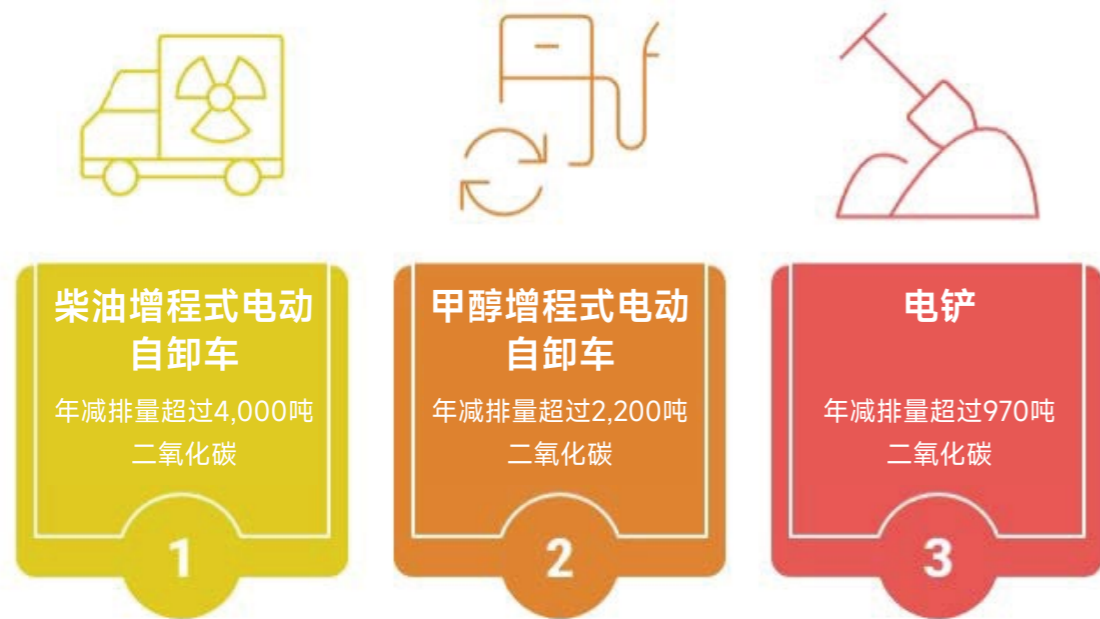 柴油增程式电动
自卸车
年减排量超过4,000吨
二氧化碳
1
甲醇增程式电动
自卸车
年减排量超过2,200吨
二氧化碳
2
电铲
年减排量超过970吨
二氧化碳
3